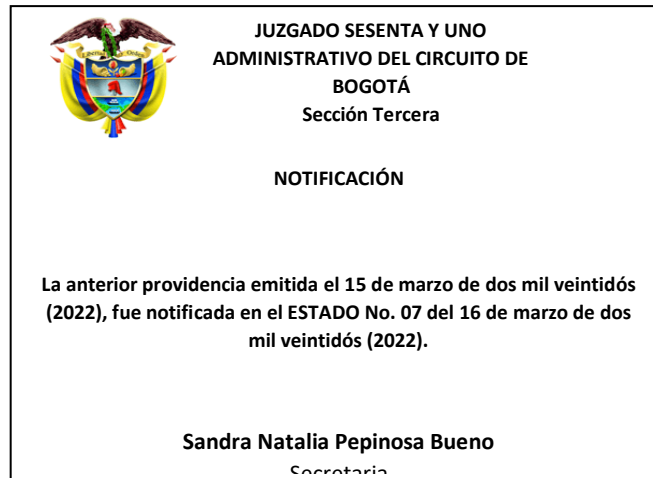 JUZGADO SESENTA Y UNO
ADMINISTRATIVO DEL CIRCUITO DE
BOGOTÁ
Sección Tercera
NOTIFICACIÓN
La anterior providencia emitida el 15 de marzo de dos mil veintidós
(2022), fue notificada en el ESTADO No. 07 del 16 de marzo de dos
mil veintidós (2022).
Sandra Natalia Pepinosa Bueno
Secretaria